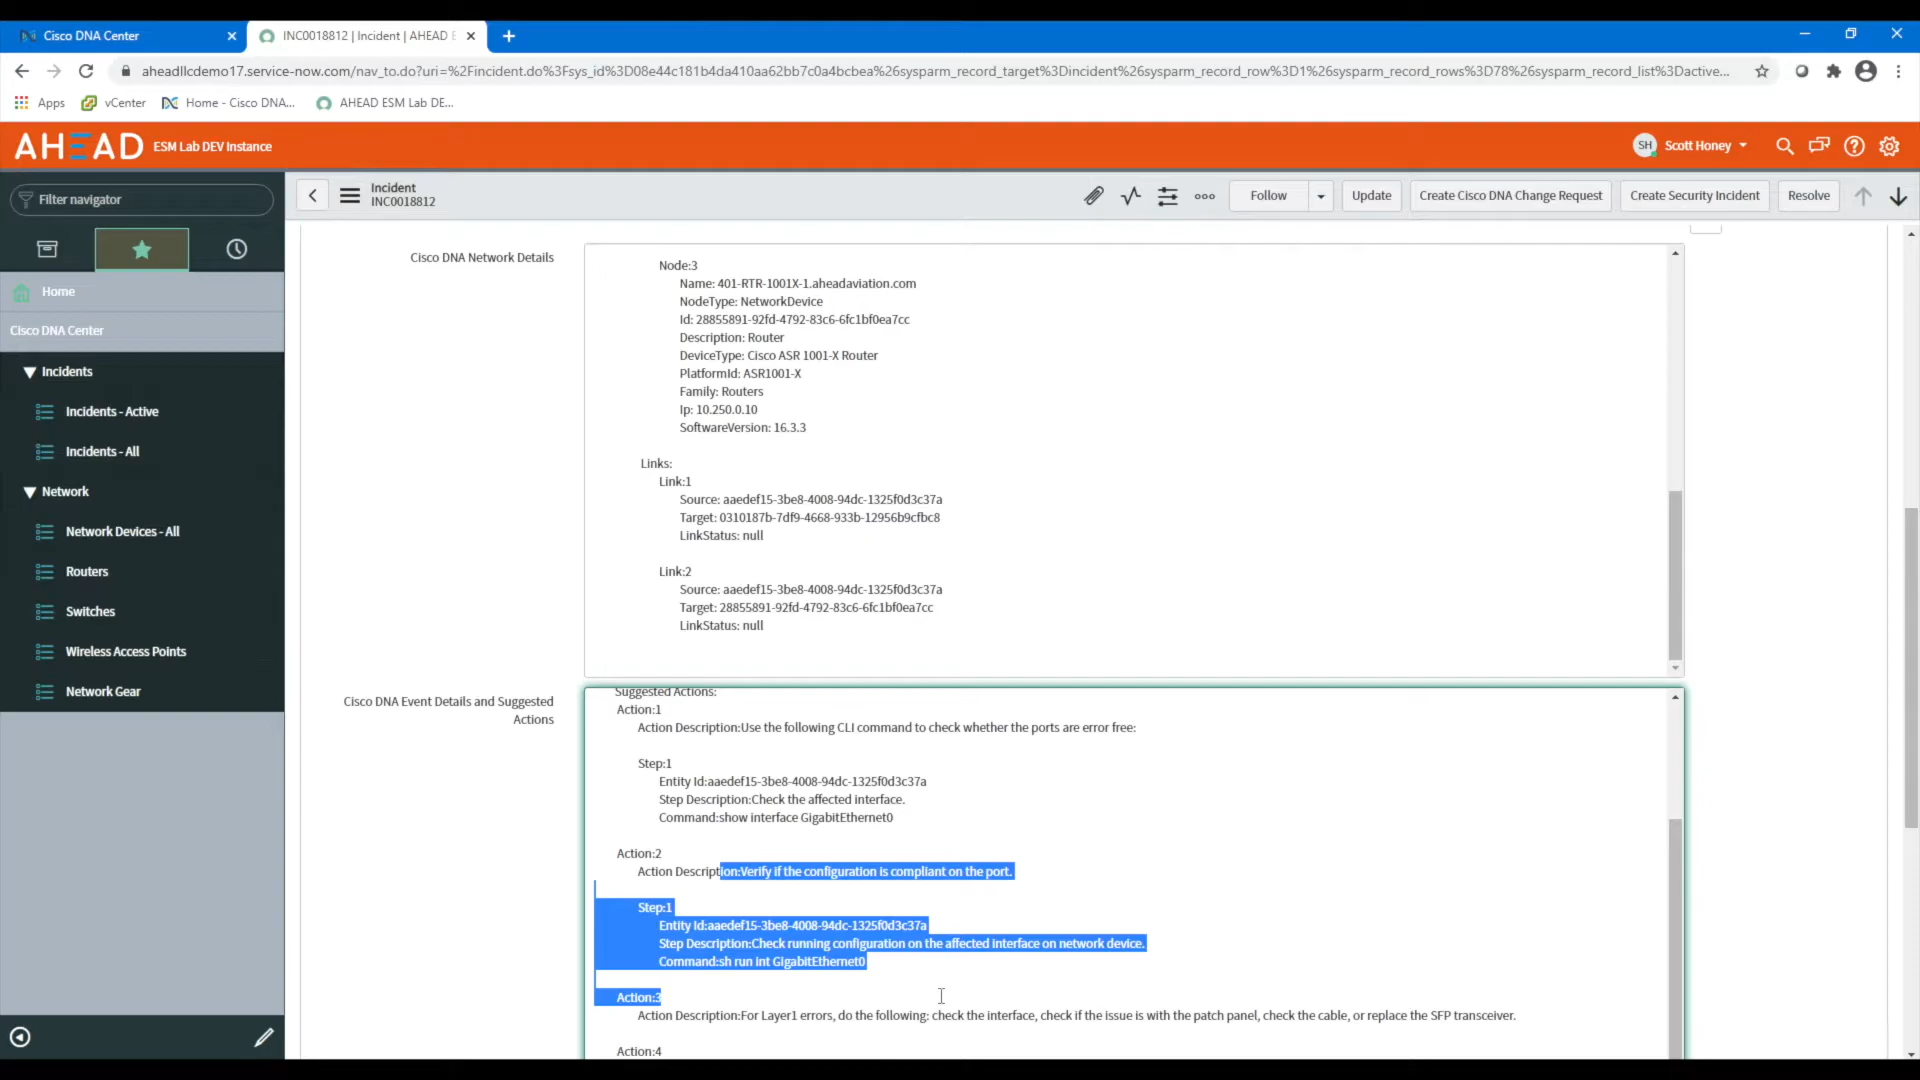 Cisco DNA Center
INC0018812 | Incident | AHEAD E
aheadllcdemo17.service-now.com/nav_to.do?uri=%2Fincident.do%3Fsys_id%3D08e44c181b4da410aa62bb7c0a4bcbea%26sysparm_record_target%3Dincident%26sysparm_record_row%3D1%26sysparm_record_rows%3D78%26sysparm_record_list%3Dactive...
Apps
vCenter
Home - Cisco DNA...
AHEAD ESM Lab DE...
AHEAD ESM Lab DEV Instance
SH Scott Honey
Filter navigator
Incident
INC0018812
Follow
Update
Create Cisco DNA Change Request
Create Security Incident
Resolve
Home
Cisco DNA Center
Incidents
Incidents - Active
Incidents - All
Network
Network Devices - All
Routers
Switches
Wireless Access Points
Network Gear
Cisco DNA Network Details
Node:3
Name: 401-RTR-1001X-1.aheadaviation.com
NodeType: NetworkDevice
Id: 28855891-92fd-4792-83c6-6fc1bf0ea7cc
Description: Router
DeviceType: Cisco ASR 1001-X Router
PlatformId: ASR1001-X
Family: Routers
Ip: 10.250.0.10
SoftwareVersion: 16.3.3
Links:
Link:1
Source: aaedef15-3be8-4008-94dc-1325f0d3c37a
Target: 0310187b-7df9-4668-933b-12956b9cfbc8
LinkStatus: null
Link:2
Source: aaedef15-3be8-4008-94dc-1325f0d3c37a
Target: 28855891-92fd-4792-83c6-6fc1bf0ea7cc
LinkStatus: null
Cisco DNA Event Details and Suggested
Actions
Suggested Actions:
Action:1
Action Description:Use the following CLI command to check whether the ports are error free:
Step:1
Entity Id:aaedef15-3be8-4008-94dc-1325f0d3c37a
Step Description:Check the affected interface.
Command:show interface GigabitEthernet0
Action:2
Action Description:Verify if the configuration is compliant on the port.
Step:1
Entity Id:aaedef15-3be8-4008-94dc-1325f0d3c37a
Step Description:Check running configuration on the affected interface on network device.
Command:sh run int GigabitEthernet0
Action:3
Action Description:For Layer1 errors, do the following: check the interface, check if the issue is with the patch panel, check the cable, or replace the SFP transceiver.
Action:4